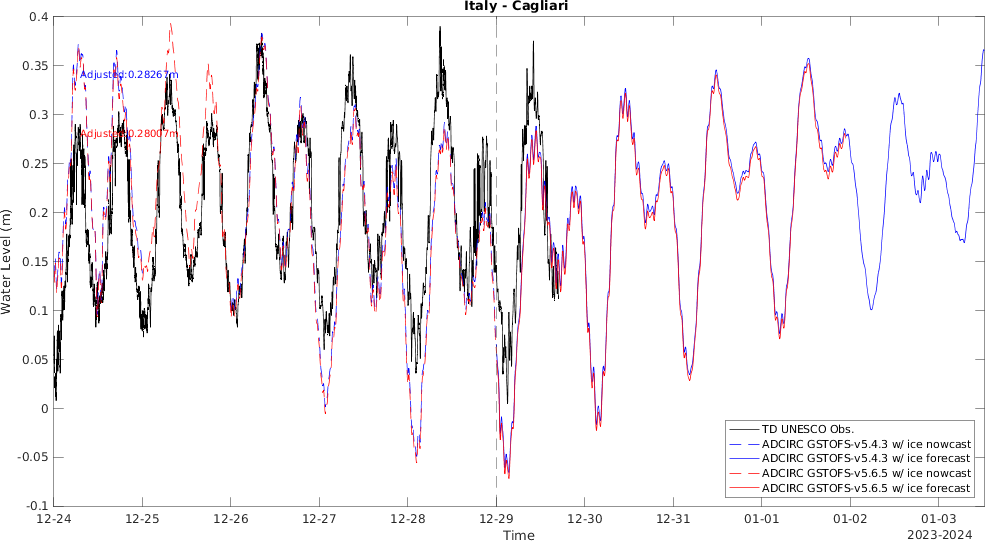 Italy - Cagliari
Water Level (m)
0.4
0.35
0.3
0.25
0.2
0.15
0.1
0.05
0
-0.05
-0.1
Adjusted:0.28267m
Adjusted:0.28007m
TD UNESCO Obs.
ADCIRC GSTOFS-v5.4.3 w/ ice nowcast
ADCIRC GSTOFS-v5.4.3 w/ ice forecast
ADCIRC GSTOFS-v5.6.5 w/ ice nowcast
ADCIRC GSTOFS-v5.6.5 w/ ice forecast
12-24 12-25 12-26 12-27 12-28 12-29 12-30 12-31 01-01 01-02 01-03
Time
2023-2024